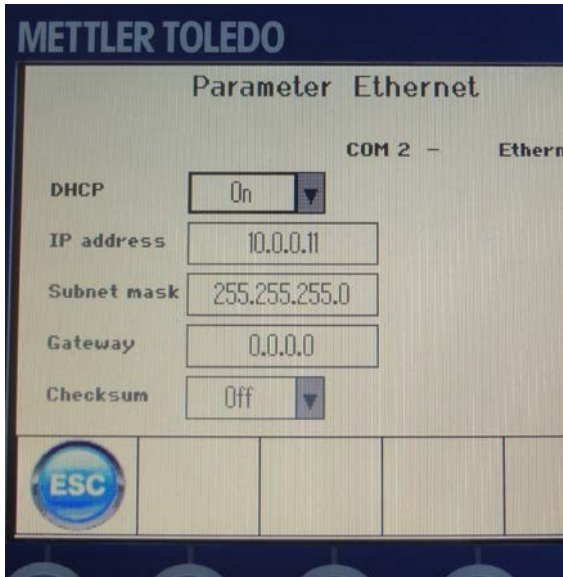 METTLER TOLEDO
Parameter Ethernet
COM 2 - Ethern
DHCP On
IP address 10.0.0.11
Subnet mask 255.255.255.0
Gateway 0.0.0.0
Checksum Off
ESC